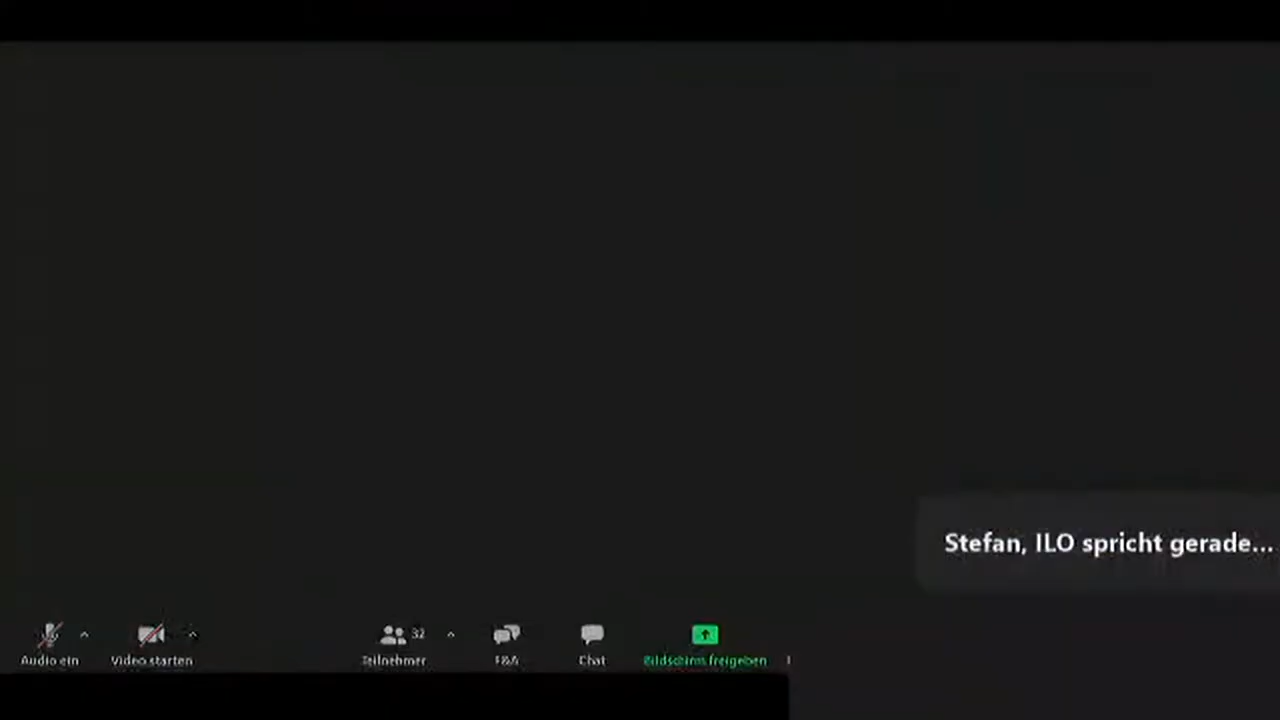 Stefan, ILO spricht gerade...
32
Audio ein
Video starten
Teilnehmer
F&A
Chat
Bildschirm freigeben